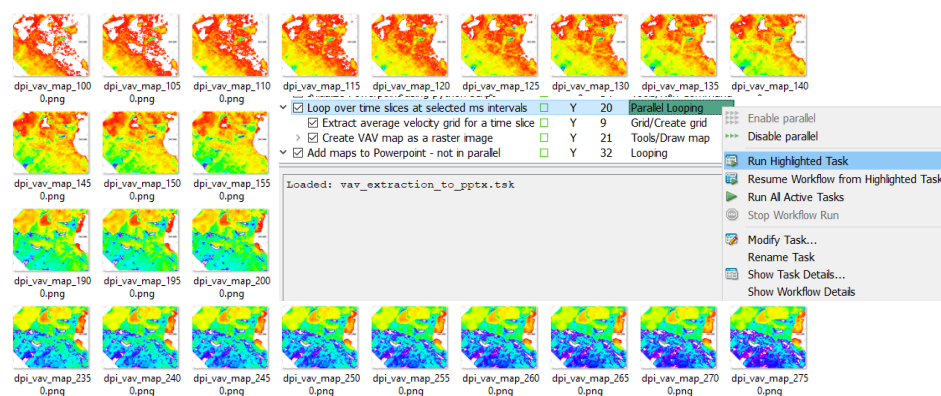 dpi_vav_map_100 dpi_vav_map_105 dpi_vav_map_110 dpi_vav_map_115 dpi_vav_map_120 dpi_vav_map_125 dpi_vav_map_130 dpi_vav_map_135 dpi_vav_map_140
0.png 0.png 0.png
Loop over time slices at selected ms intervals Y 20 Parallel Looping
Extract average velocity grid for a time slice Y 9 Grid/Create grid
Create VAV map as a raster image Y 21 Tools/Draw map
Add maps to Powerpoint - not in parallel Y 32 Looping
Loaded: vav_extraction_to_pptx.tsk
Enable parallel
Disable parallel
Run Highlighted Task
Resume Workflow from Highlighted Task
Run All Active Tasks
Stop Workflow Run
Modify Task...
Rename Task
Show Task Details...
Show Workflow Details
dpi_vav_map_145 dpi_vav_map_150 dpi_vav_map_155
0.png 0.png 0.png
dpi_vav_map_190 dpi_vav_map_195 dpi_vav_map_200
0.png 0.png 0.png
dpi_vav_map_235 dpi_vav_map_240 dpi_vav_map_245 dpi_vav_map_250 dpi_vav_map_255 dpi_vav_map_260 dpi_vav_map_265 dpi_vav_map_270 dpi_vav_map_275
0.png 0.png 0.png 0.png 0.png 0.png 0.png 0.png 0.png